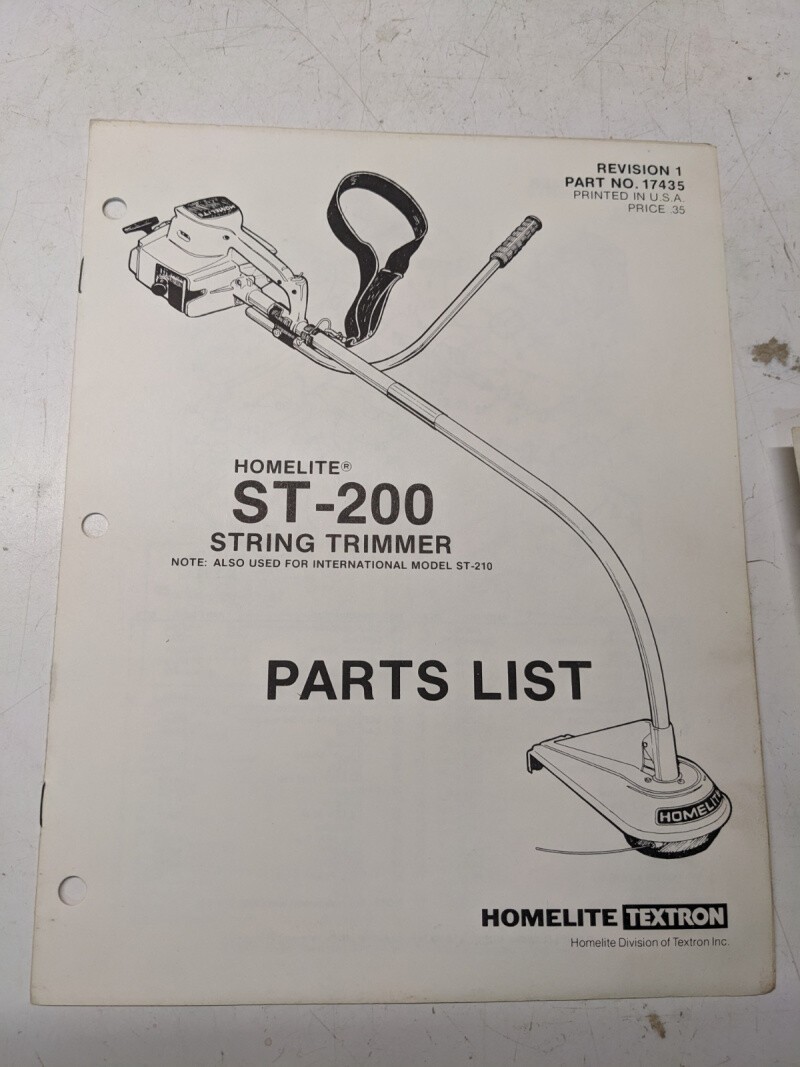 REVISION 1
PART NO. 17435
PRINTED IN U.S.A.
PRICE .35
HOMELITE®
ST-200
STRING TRIMMER
NOTE: ALSO USED FOR INTERNATIONAL MODEL ST-210
PARTS LIST
HOMELITE
HOMELITE TEXTRON
Homelite Division of Textron Inc.